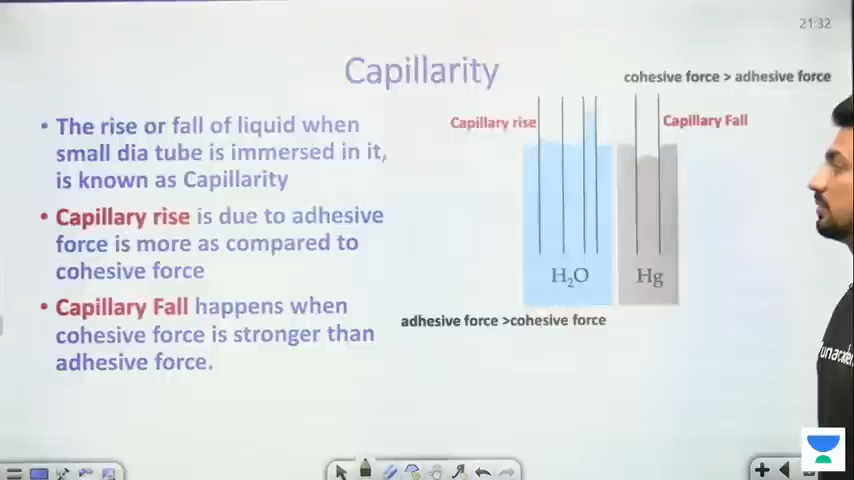 21:32
Capillarity
cohesive force > adhesive force
• The rise or fall of liquid when
small dia tube is immersed in it,
is known as Capillarity
• Capillary rise is due to adhesive
force is more as compared to
cohesive force
• Capillary Fall happens when
cohesive force is stronger than
adhesive force.
Capillary rise
Capillary Fall
H₂O
Hg
adhesive force >cohesive force